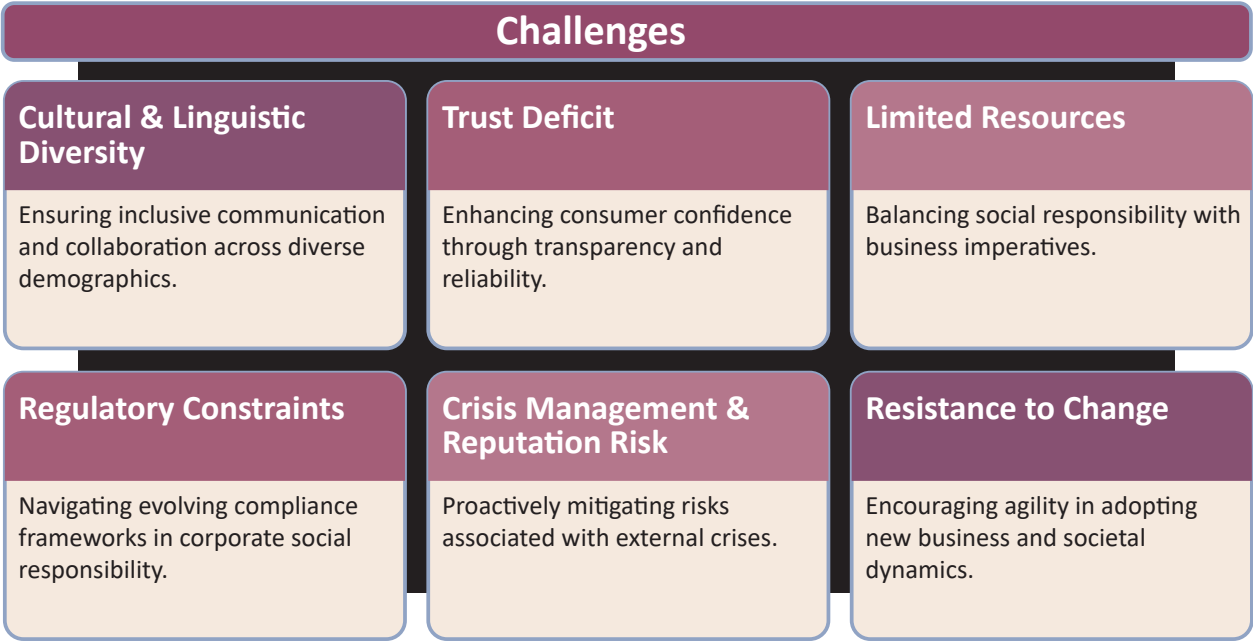 Challenges
Cultural & Linguistic
Diversity
Ensuring inclusive communication
and collaboration across diverse
demographics.
Trust Deficit
Enhancing consumer confidence
through transparency and
reliability.
Limited Resources
Balancing social responsibility with
business imperatives.
Regulatory Constraints
Navigating evolving compliance
frameworks in corporate social
responsibility.
Crisis Management &
Reputation Risk
Proactively mitigating risks
associated with external crises.
Resistance to Change
Encouraging agility in adopting
new business and societal
dynamics.